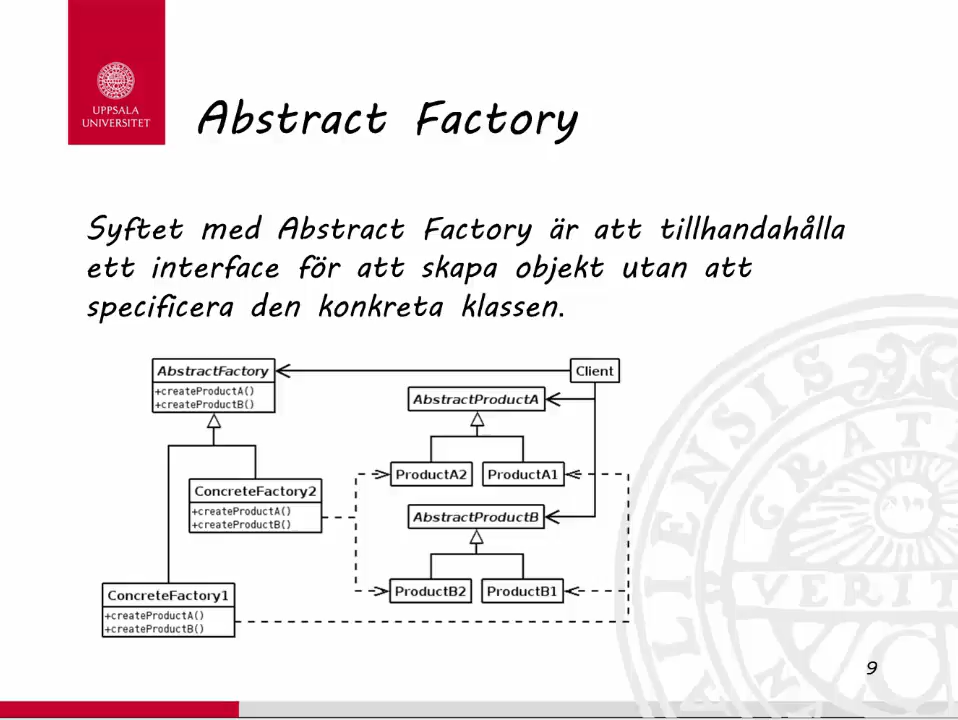 UPPSALA
UNIVERSITET
Abstract Factory
Syftet med Abstract Factory är att tillhandahålla
ett interface för att skapa objekt utan att
specificera den konkreta klassen.
AbstractFactory
+createProductA()
+createProductB()
Client
AbstractProductA
ProductA2
ProductA1
ConcreteFactory2
+createProductA()
+createProductB()
AbstractProductB
ProductB2
ProductB1
ConcreteFactory1
+createProductA()
+createProductB()
9